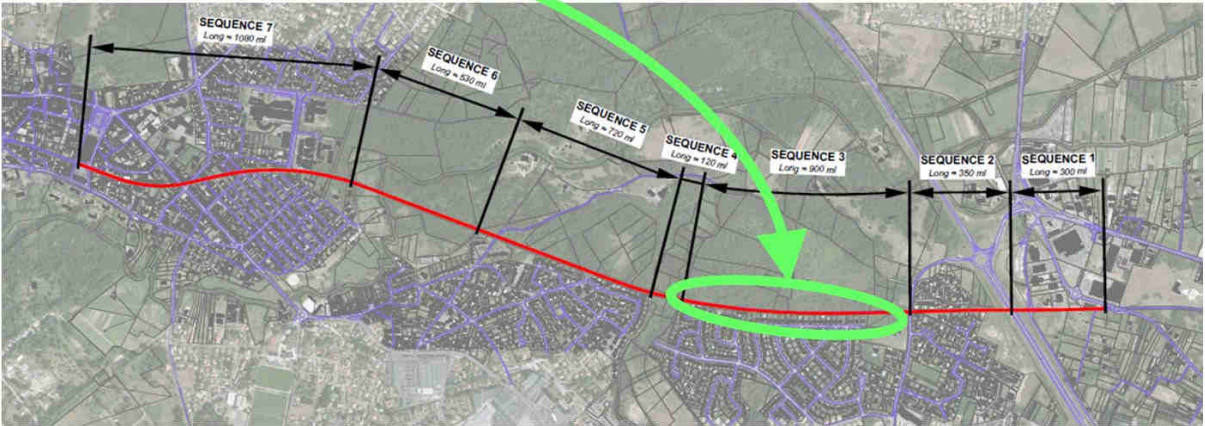 SEQUENCE 7
Long ≈ 1080 ml
SEQUENCE 6
Long ≈ 530 ml
SEQUENCE 5
Long ≈ 720 ml
SEQUENCE 4
Long ≈ 120 ml
SEQUENCE 3
Long ≈ 900 ml
SEQUENCE 2
Long ≈ 350 ml
SEQUENCE 1
Long ≈ 300 ml